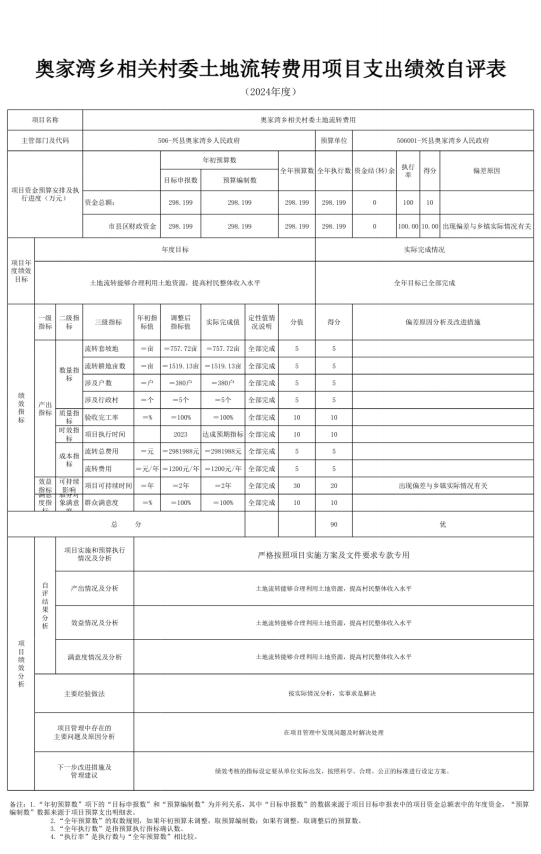 奥家湾乡相关村委土地流转费用项目支出绩效自评表
（2024年度）
项目名称 奥家湾乡相关村委土地流转费用
主管部门及代码 506-兴县奥家湾乡人民政府 预算单位 506001-兴县奥家湾乡人民政府
项目资金预算安排及执行进度（万元） 年初预算数 全年预算数 全年执行数 资金结(转)余 执行率 得分 偏差原因
目标申报数 预算编制数
资金总额: 298.199 298.199 298.199 298.199 0 100 10
市县区财政资金 298.199 298.199 298.199 298.199 0 100.00 10.00 出现偏差与乡镇实际情况有关
项目年度绩效目标 年度目标 实际完成情况
土地流转能够合理利用土地资源，提高村民整体收入水平 全年目标已全部完成
绩效指标 一级指标 二级指标 三级指标 年初指标值 调整后指标值 实际完成值 定性值情况说明 分值 得分 偏差原因分析及改进措施
产出指标 数量指标 流转套坡地 =亩 =757.72亩 =757.72亩 全部完成 5 5
流转耕地亩数 =亩 =1519.13亩 =1519.13亩 全部完成 5 5
涉及户数 =户 =380户 =380户 全部完成 5 5
涉及行政村 =个 =5个 =5个 全部完成 5 5
质量指标 验收完工率 =% =100% =100% 全部完成 10 10
时效指标 项目执行时间 2023 达成预期指标 全部完成 10 10
成本指标 流转总费用 =元 =2981988元 =2981988元 全部完成 5 5
流转费用 =元/年 =1200元/年 =1200元/年 全部完成 5 5
效益指标 可持续影响 项目可持续时间 =年 =2年 =2年 全部完成 30 20 出现偏差与乡镇实际情况有关
群众满意度 =% =100% =100% 全部完成 10 10
总 分 90 优
项目绩效分析 自评结果分析 项目实施和预算执行情况及分析 严格按照项目实施方案及文件要求专款专用
产出情况及分析 土地流转能够合理利用土地资源，提高村民整体收入水平
效益情况及分析 土地流转能够合理利用土地资源，提高村民整体收入水平
满意度情况及分析 土地流转能够合理利用土地资源，提高村民整体收入水平
主要经验做法 按实际情况分析，实事求是解决
项目管理中存在的主要问题及原因分析 在项目管理中发现问题及时解决处理
下一步改进措施及管理建议 绩效考核的指标设定要从单位实际出发，按照科学、合理、公正的标准进行设定方案。
备注：1.“年初预算数”项下的“目标申报数”和“预算编制数”为并列关系，其中“目标申报数”的数据来源于项目目标申报表中的项目资金总额表中的年度资金，“预算
编制数”数据来源于项目预算支出明细表。
2.“全年预算数”的取数规则，如果年初预算未调整，取预算编制数；如果有调整，取调整后的预算数。
3.“全年执行数”是指预算执行指标确认数。
4.“执行率”是执行数与“全年预算数”相比较。